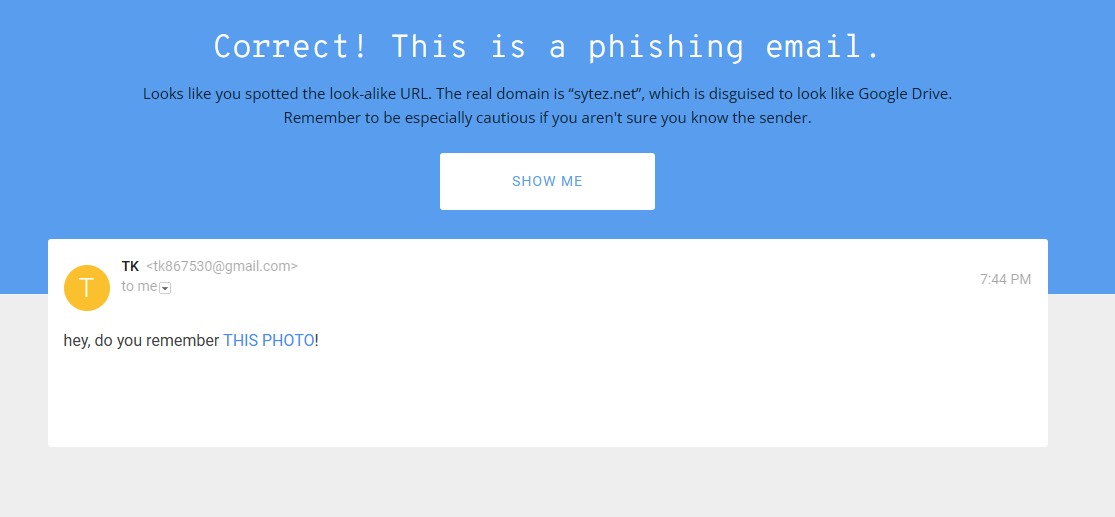 Correct! This is a phishing email.
Looks like you spotted the look-alike URL. The real domain is “sytez.net”, which is disguised to look like Google Drive.
Remember to be especially cautious if you aren't sure you know the sender.
SHOW ME
T
TK <tk867530@gmail.com>
to me
7:44 PM
hey, do you remember THIS PHOTO!